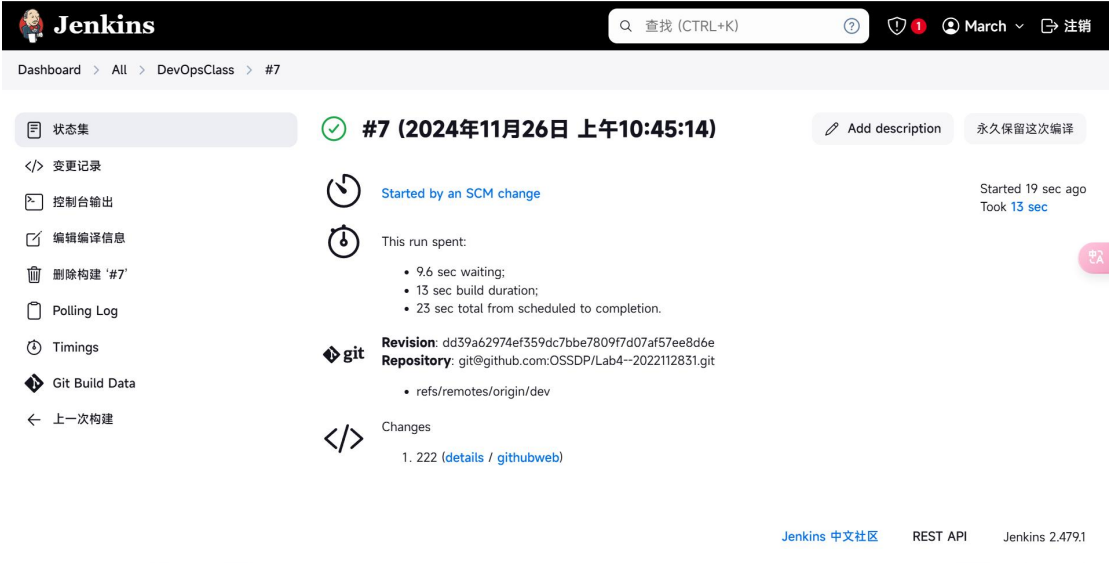 Jenkins
查找 (CTRL+K)
?
1
March
注销
Dashboard > All > DevOpsClass > #7
状态集
变更记录
控制台输出
编辑编译信息
删除构建 ‘#7’
Polling Log
Timings
Git Build Data
上一次构建
#7 (2024年11月26日 上午10:45:14)
Add description
永久保留这次编译
Started by an SCM change
Started 19 sec ago
Took 13 sec
This run spent:
• 9.6 sec waiting;
• 13 sec build duration;
• 23 sec total from scheduled to completion.
git
Revision: dd39a62974ef359dc7bbe7809f7d07af57ee8d6e
Repository: git@github.com:OSSDP/Lab4--2022112831.git
• refs/remotes/origin/dev
Changes
1. 222 (details / githubweb)
中A
Jenkins 中文社区
REST API
Jenkins 2.479.1